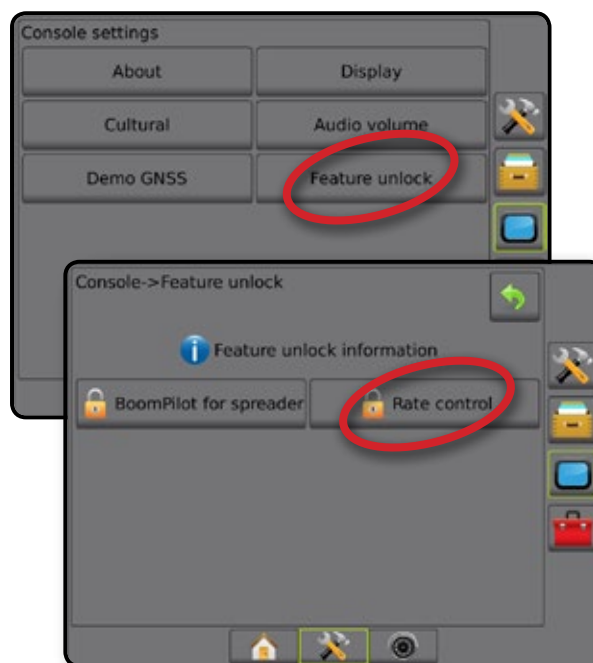 Console settings
About Display
Cultural Audio volume
Demo GNSS Feature unlock
Console->Feature unlock
Feature unlock information
BoomPilot for spreader Rate control